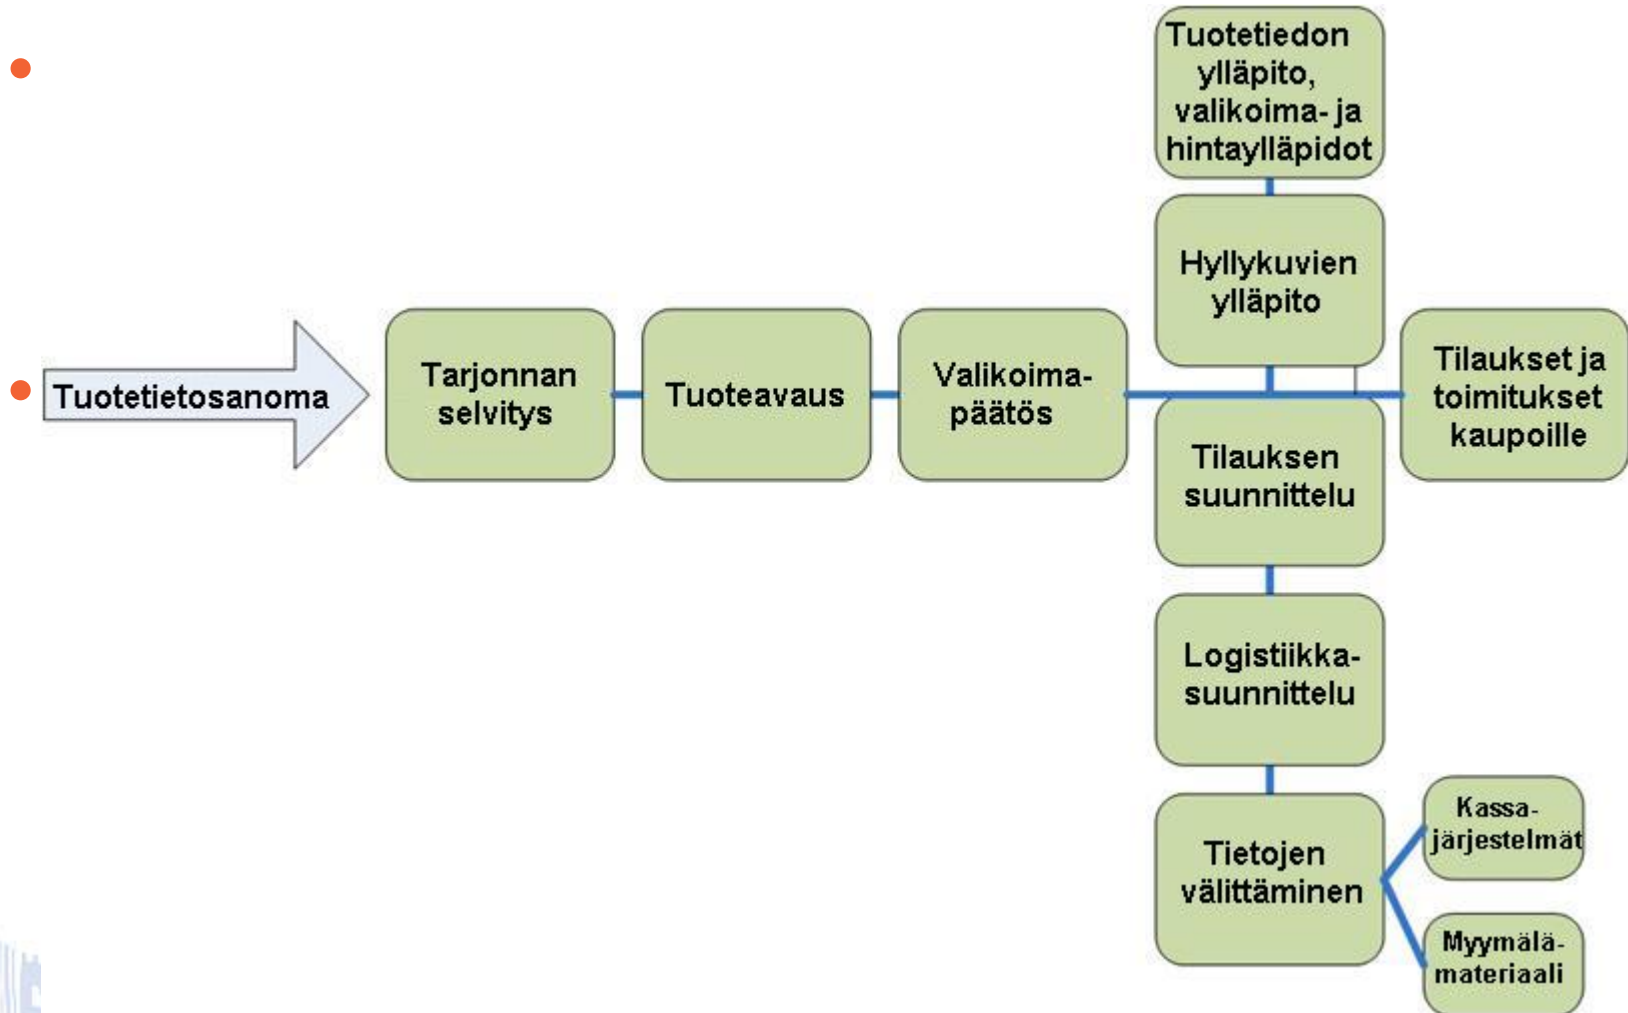 Tuotetiedon
ylläpito,
valikoima- ja
hintaylläpidot
Hyllykuvien
ylläpito
Tuotetietosanoma
Tarjonnan
selvitys
Tuoteavaus
Valikoima-
päätös
Tilaukset ja
toimitukset
kaupoille
Tilauksen
suunnittelu
Logistiikka-
suunnittelu
Tietojen
välittäminen
Kassa-
järjestelmät
Myymälä-
materiaali